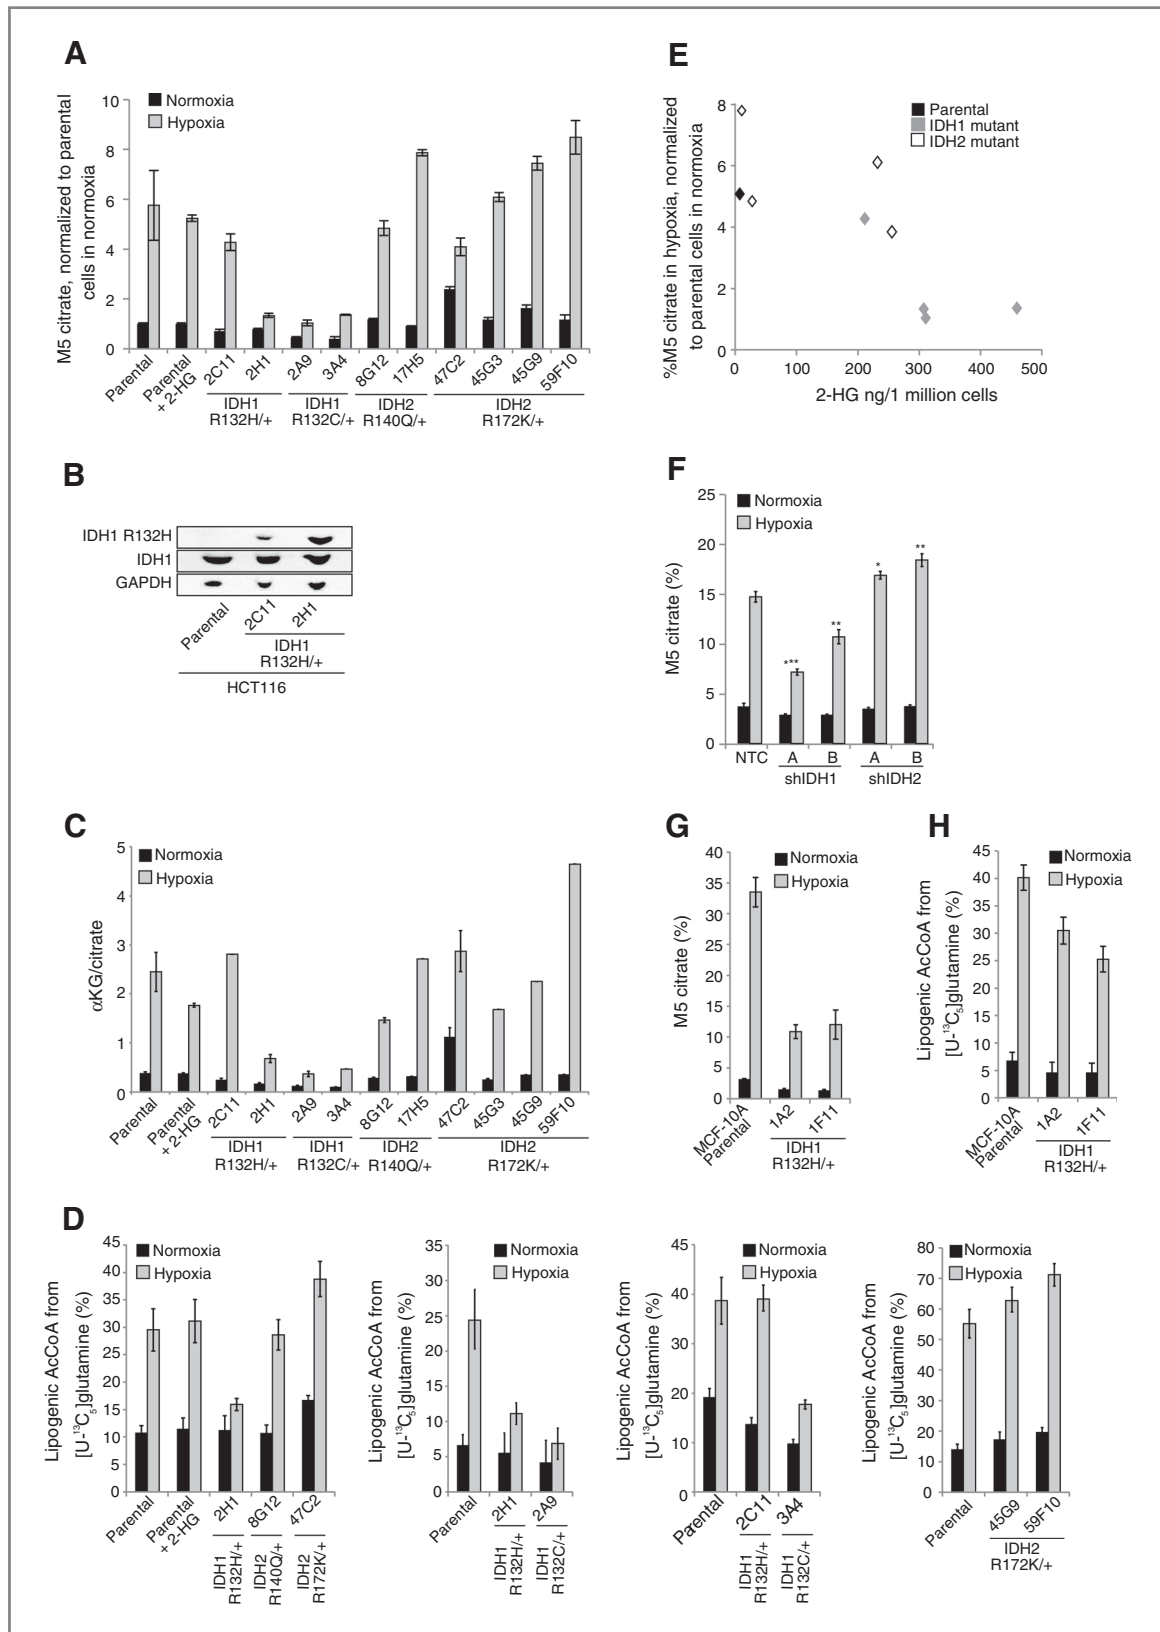 A
M5 citrate, normalized to parental
cells in normoxia
10
8
6
4
2
0
Normoxia
Hypoxia
Parental
Parental
+ 2-HG
2C11
2H1
2A9
3A4
8G12
17H5
47C2
45G3
45G9
59F10
IDH1
R132H/+
IDH1
R132C/+
IDH2
R140Q/+
IDH2
R172K/+
E
%M5 citrate in hypoxia, normalized
to parental cells in normoxia
8
6
4
2
0
Parental
IDH1 mutant
IDH2 mutant
0
100
200
300
400
500
2-HG ng/1 million cells
B
IDH1 R132H
IDH1
GAPDH
Parental
2C11
2H1
IDH1
R132H/+
HCT116
F
M5 citrate (%)
25
20
15
10
5
0
Normoxia
Hypoxia
***
**
*
**
NTC
A
B
A
B
shIDH1
shIDH2
C
αKG/citrate
5
4
3
2
1
0
Normoxia
Hypoxia
Parental
Parental
+ 2-HG
2C11
2H1
2A9
3A4
8G12
17H5
47C2
45G3
45G9
59F10
IDH1
R132H/+
IDH1
R132C/+
IDH2
R140Q/+
IDH2
R172K/+
G
M5 citrate (%)
40
35
30
25
20
15
10
5
0
Normoxia
Hypoxia
MCF-10A
Parental
1A2
1F11
IDH1
R132H/+
H
Lipogenic AcCoA from
[U-¹³C₅]glutamine (%)
45
40
35
30
25
20
15
10
5
0
Normoxia
Hypoxia
MCF-10A
Parental
1A2
1F11
IDH1
R132H/+
D
Lipogenic AcCoA from
[U-¹³C₅]glutamine (%)
45
40
35
30
25
20
15
10
5
0
Normoxia
Hypoxia
Parental
Parental
+ 2-HG
2H1
8G12
47C2
IDH1
R132H/+
IDH2
R140Q/+
IDH2
R172K/+
Lipogenic AcCoA from
[U-¹³C₅]glutamine (%)
35
30
25
20
15
10
5
0
Normoxia
Hypoxia
Parental
2H1
2A9
IDH1
R132H/+
IDH1
R132C/+
Lipogenic AcCoA from
[U-¹³C₅]glutamine (%)
45
40
30
20
10
0
Normoxia
Hypoxia
Parental
2C11
3A4
IDH1
R132H/+
IDH1
R132C/+
Lipogenic AcCoA from
[U-¹³C₅]glutamine (%)
80
70
60
50
40
30
20
10
0
Normoxia
Hypoxia
Parental
45G9
59F10
IDH2
R172K/+